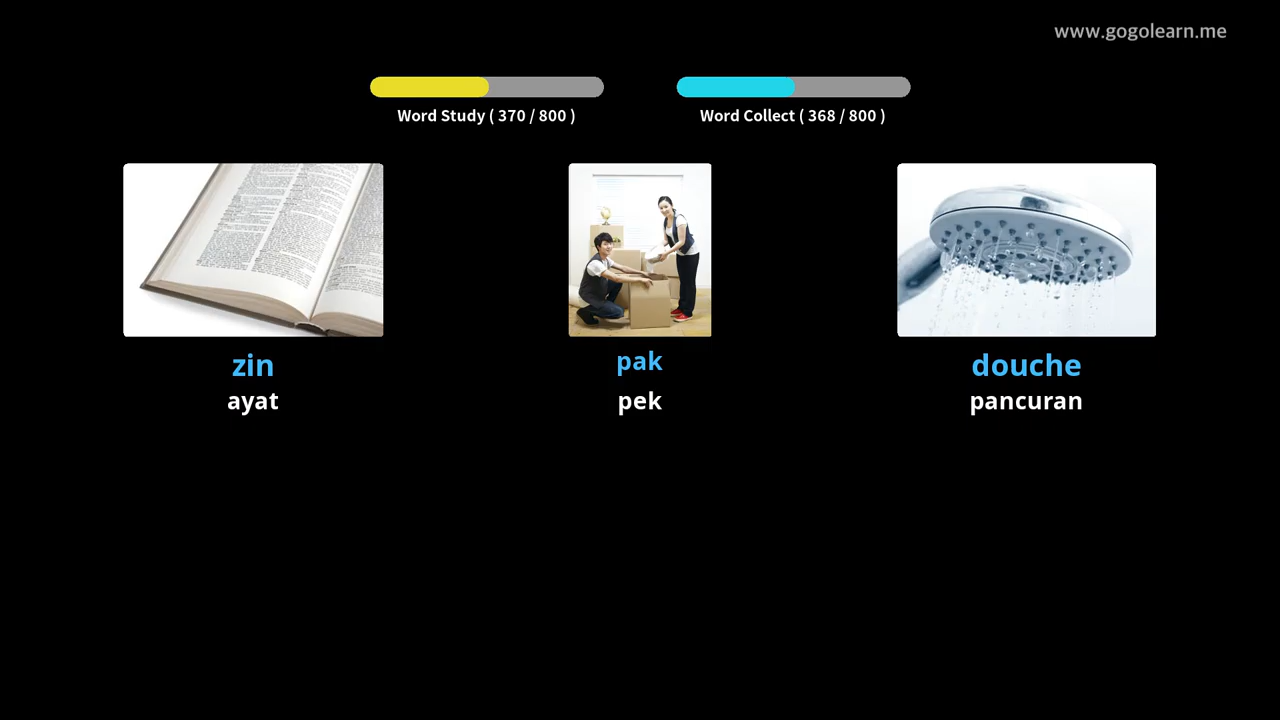 www.gogolearn.me
Word Study ( 370 / 800 )
Word Collect ( 368 / 800 )
zin
ayat
pak
pek
douche
pancuran